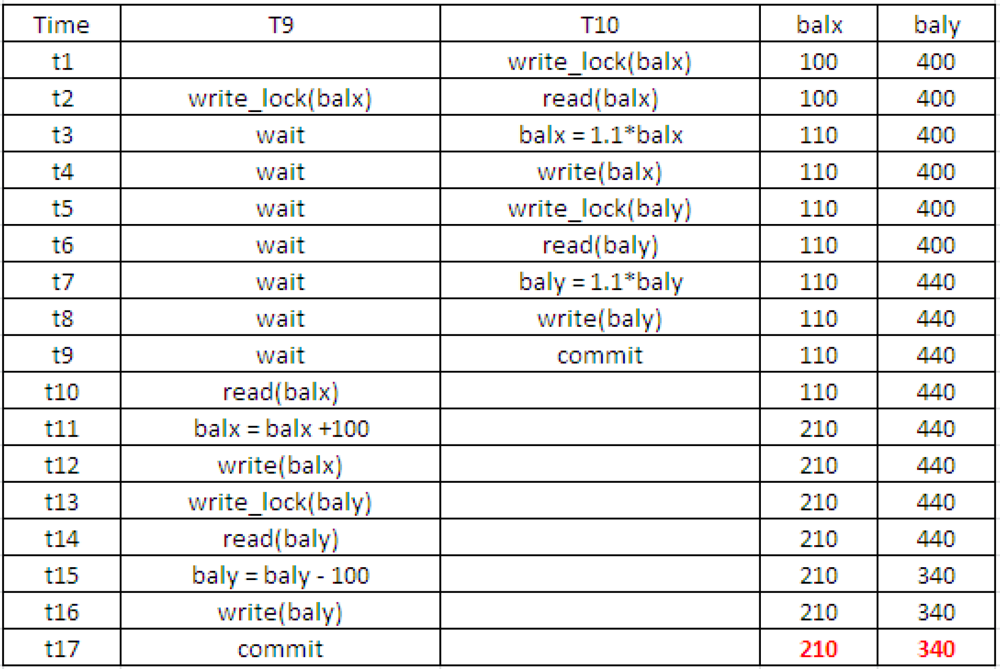 Time T9 T10 balx baly
t1 write_lock(balx) 100 400
t2 write_lock(balx) read(balx) 100 400
t3 wait balx = 1.1*balx 110 400
t4 wait write(balx) 110 400
t5 wait write_lock(baly) 110 400
t6 wait read(baly) 110 400
t7 wait baly = 1.1*baly 110 440
t8 wait write(baly) 110 440
t9 wait commit 110 440
t10 read(balx) 110 440
t11 balx = balx +100 210 440
t12 write(balx) 210 440
t13 write_lock(baly) 210 440
t14 read(baly) 210 440
t15 baly = baly - 100 210 340
t16 write(baly) 210 340
t17 commit 210 340